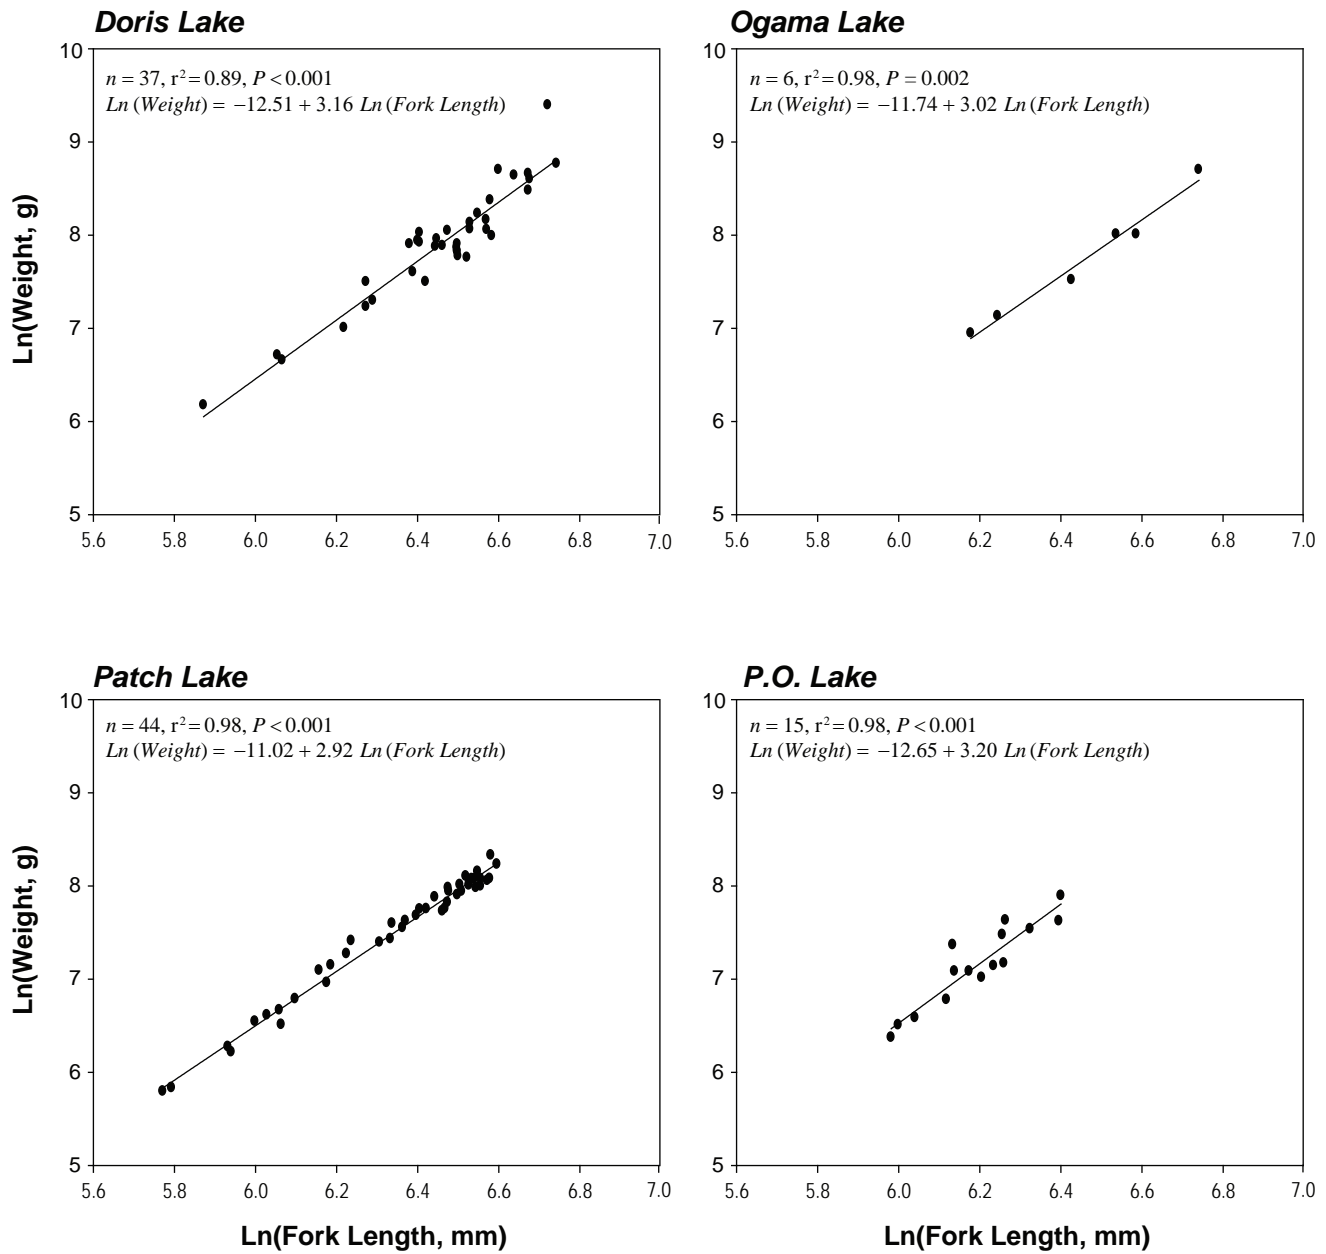 Doris Lake
n = 37, r² = 0.89, P < 0.001
Ln (Weight) = −12.51 + 3.16 Ln (Fork Length)
10
9
8
7
6
5
5.6 5.8 6.0 6.2 6.4 6.6 6.8 7.0
Ln(Weight, g)
Ogama Lake
n = 6, r² = 0.98, P = 0.002
Ln (Weight) = −11.74 + 3.02 Ln (Fork Length)
10
9
8
7
6
5
5.6 5.8 6.0 6.2 6.4 6.6 6.8 7.0
Patch Lake
n = 44, r² = 0.98, P < 0.001
Ln (Weight) = −11.02 + 2.92 Ln (Fork Length)
10
9
8
7
6
5
5.6 5.8 6.0 6.2 6.4 6.6 6.8 7.0
Ln(Weight, g)
Ln(Fork Length, mm)
P.O. Lake
n = 15, r² = 0.98, P < 0.001
Ln (Weight) = −12.65 + 3.20 Ln (Fork Length)
10
9
8
7
6
5
5.6 5.8 6.0 6.2 6.4 6.6 6.8 7.0
Ln(Fork Length, mm)